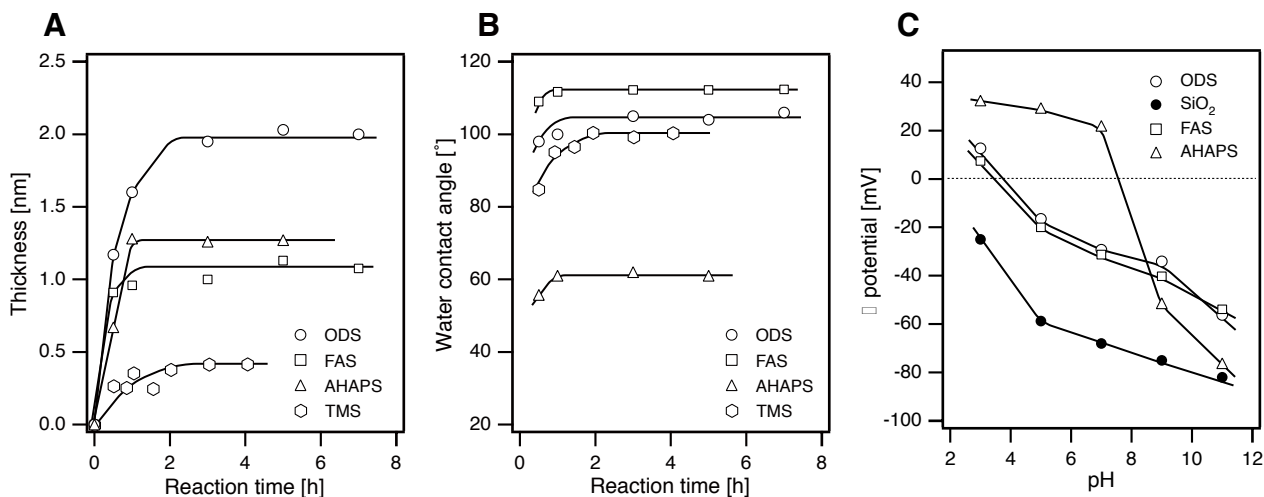 A
Thickness [nm]
2.5
2.0
1.5
1.0
0.5
0.0
ODS
FAS
AHAPS
TMS
0 2 4 6 8
Reaction time [h]
B
Water contact angle [°]
120
100
80
60
40
20
ODS
FAS
AHAPS
TMS
0 2 4 6 8
Reaction time [h]
C
▯ potential [mV]
40
20
0
-20
-40
-60
-80
-100
ODS
SiO₂
FAS
AHAPS
2 4 6 8 10 12
pH